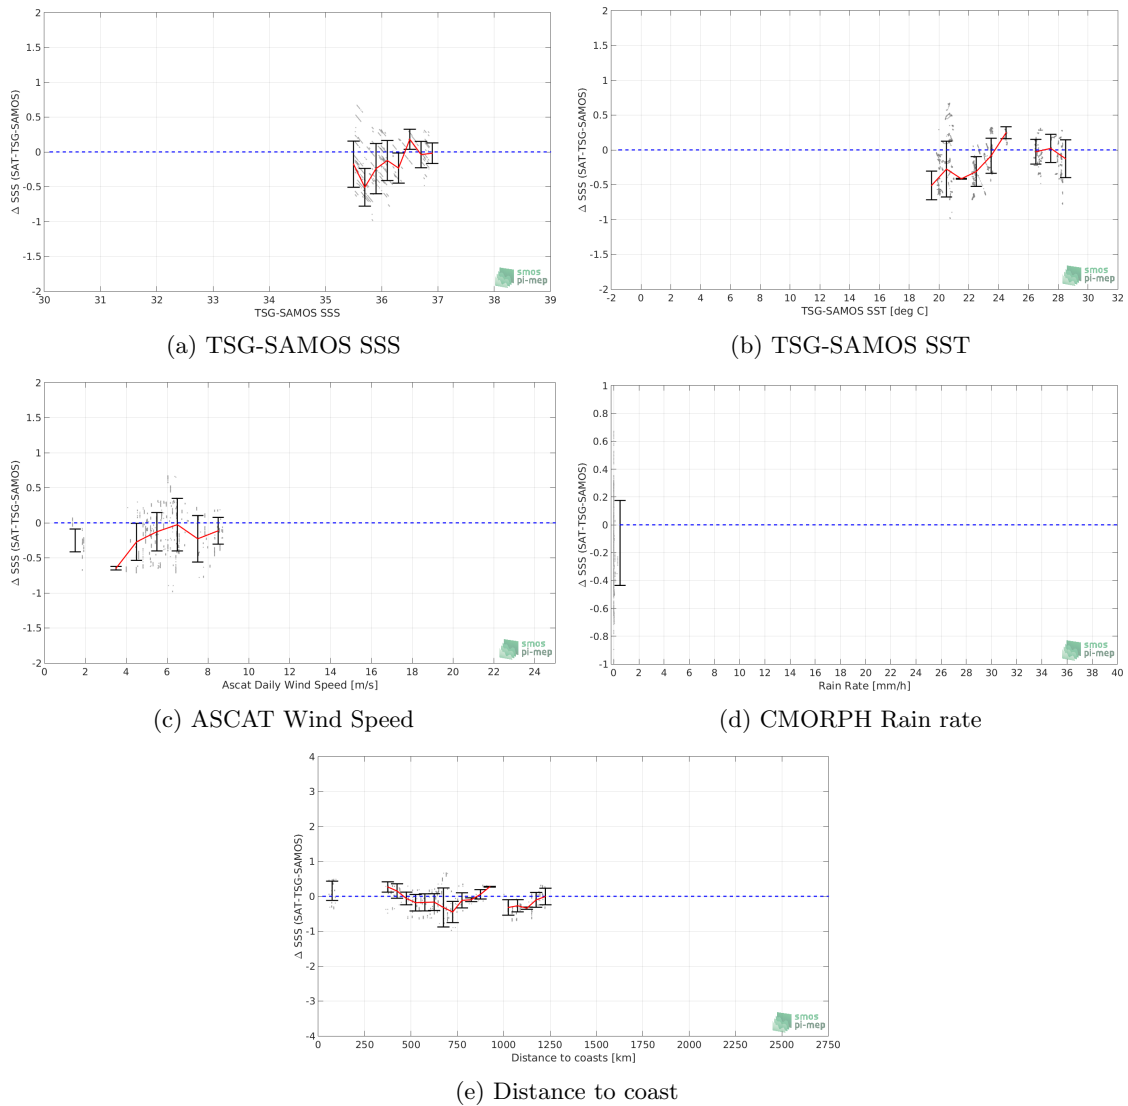 2
1.5
1
0.5
0
-0.5
-1
-1.5
-2
Δ SSS (SAT-TSG-SAMOS)
30 31 32 33 34 35 36 37 38 39
TSG-SAMOS SSS
smos
pi-mep
(a) TSG-SAMOS SSS
2
1.5
1
0.5
0
-0.5
-1
-1.5
-2
Δ SSS (SAT-TSG-SAMOS)
-2 0 2 4 6 8 10 12 14 16 18 20 22 24 26 28 30 32
TSG-SAMOS SST [deg C]
smos
pi-mep
(b) TSG-SAMOS SST
2
1.5
1
0.5
0
-0.5
-1
-1.5
-2
Δ SSS (SAT-TSG-SAMOS)
0 2 4 6 8 10 12 14 16 18 20 22 24
Ascat Daily Wind Speed [m/s]
smos
pi-mep
(c) ASCAT Wind Speed
1
0.8
0.6
0.4
0.2
0
-0.2
-0.4
-0.6
-0.8
-1
Δ SSS (SAT-TSG-SAMOS)
0 2 4 6 8 10 12 14 16 18 20 22 24 26 28 30 32 34 36 38 40
Rain Rate [mm/h]
smos
pi-mep
(d) CMORPH Rain rate
4
3
2
1
0
-1
-2
-3
-4
Δ SSS (SAT-TSG-SAMOS)
0 250 500 750 1000 1250 1500 1750 2000 2250 2500 2750
Distance to coasts [km]
smos
pi-mep
(e) Distance to coast